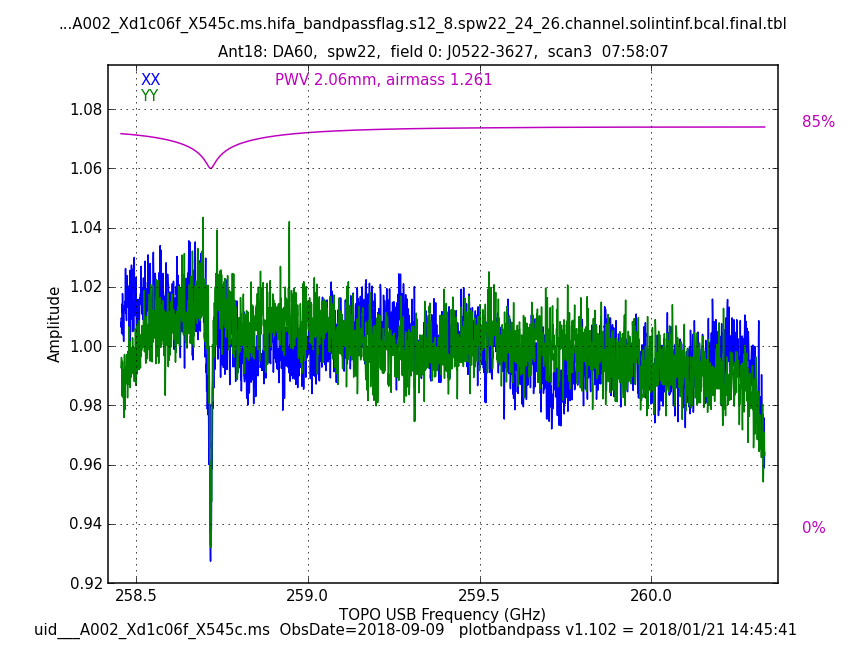 ...A002_Xd1c06f_X545c.ms.hifa_bandpassflag.s12_8.spw22_24_26.channel.solintinf.bcal.final.tbl
Ant18: DA60,  spw22,  field 0: J0522-3627,  scan3  07:58:07
XX
PWV 2.06mm, airmass 1.261
YY
1.08
85%
1.06
1.04
1.02
1.00
0.98
0.96
0.94
0%
0.92
Amplitude
258.5
259.0
259.5
260.0
TOPO USB Frequency (GHz)
uid___A002_Xd1c06f_X545c.ms  ObsDate=2018-09-09   plotbandpass v1.102 = 2018/01/21 14:45:41